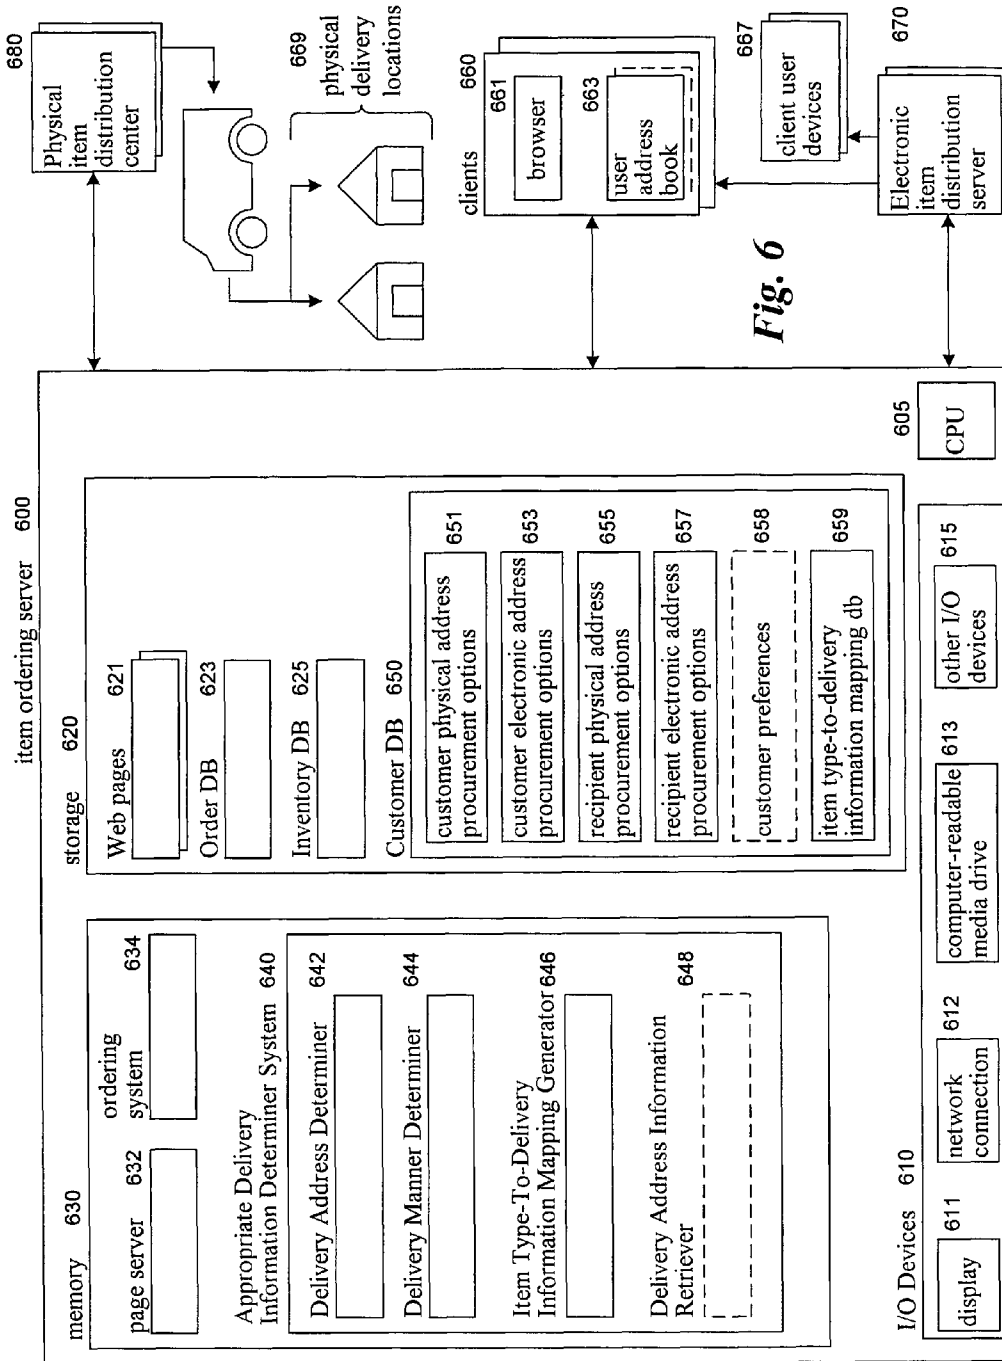 item ordering server 600
memory 630
page server 632
ordering
system 634
Appropriate Delivery
Information Determiner System 640
Delivery Address Determiner 642
Delivery Manner Determiner 644
Item Type-To-Delivery
Information Mapping Generator 646
Delivery Address Information
Retriever 648
storage 620
Web pages 621
Order DB 623
Inventory DB 625
Customer DB 650
customer physical address
procurement options 651
customer electronic address
procurement options 653
recipient physical address
procurement options 655
recipient electronic address
procurement options 657
customer preferences 658
item type-to-delivery
information mapping db 659
I/O Devices 610
display 611
network
connection 612
computer-readable
media drive 613
other I/O
devices 615
CPU 605
680
Physical
item
distribution
center
669
physical
delivery
locations
clients 660
661
browser
663
user
address
book
667
client user
devices
670
Electronic
item
distribution
server
Fig. 6